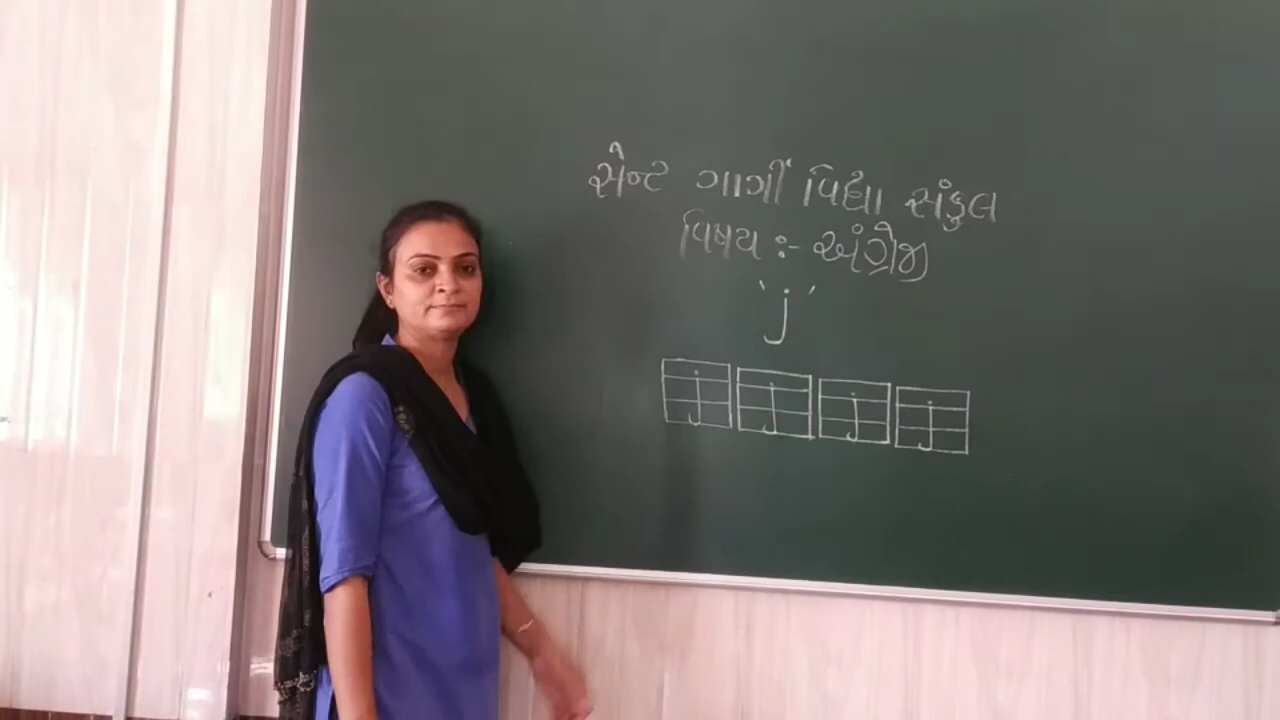 સેન્ટ ગાર્ગી વિદ્યા સંકુલ
વિષય :- અંગ્રેજી
'j'
j j j j